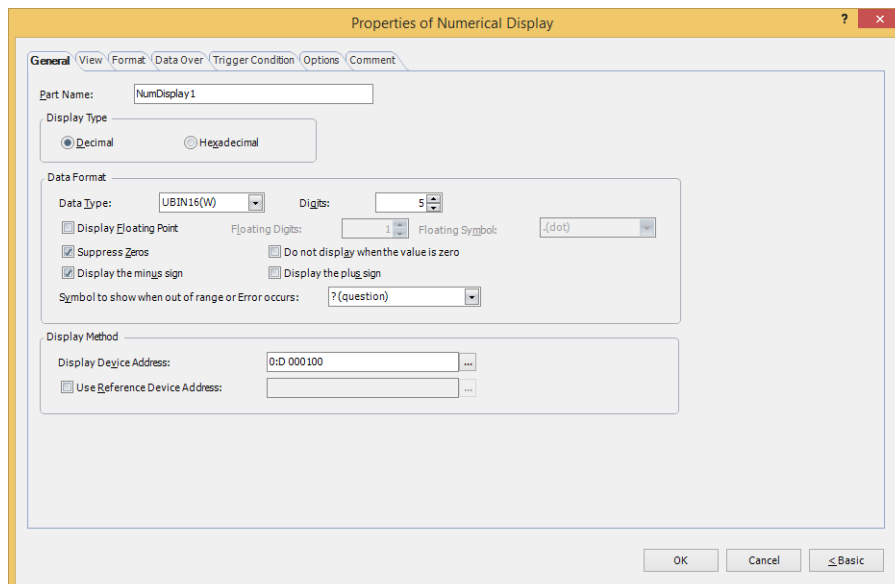 Properties of Numerical Display ? ×
General View Format Data Over Trigger Condition Options Comment
Part Name: NumDisplay1
Display Type
Decimal Hexadecimal
Data Format
Data Type: UBIN16(W) Digits: 5
Display Floating Point Floating Digits: 1 Floating Symbol: .(dot)
Suppress Zeros Do not display when the value is zero
Display the minus sign Display the plus sign
Symbol to show when out of range or Error occurs: ?(question)
Display Method
Display Device Address: 0:D 000100 ...
Use Reference Device Address: ...
OK Cancel < Basic